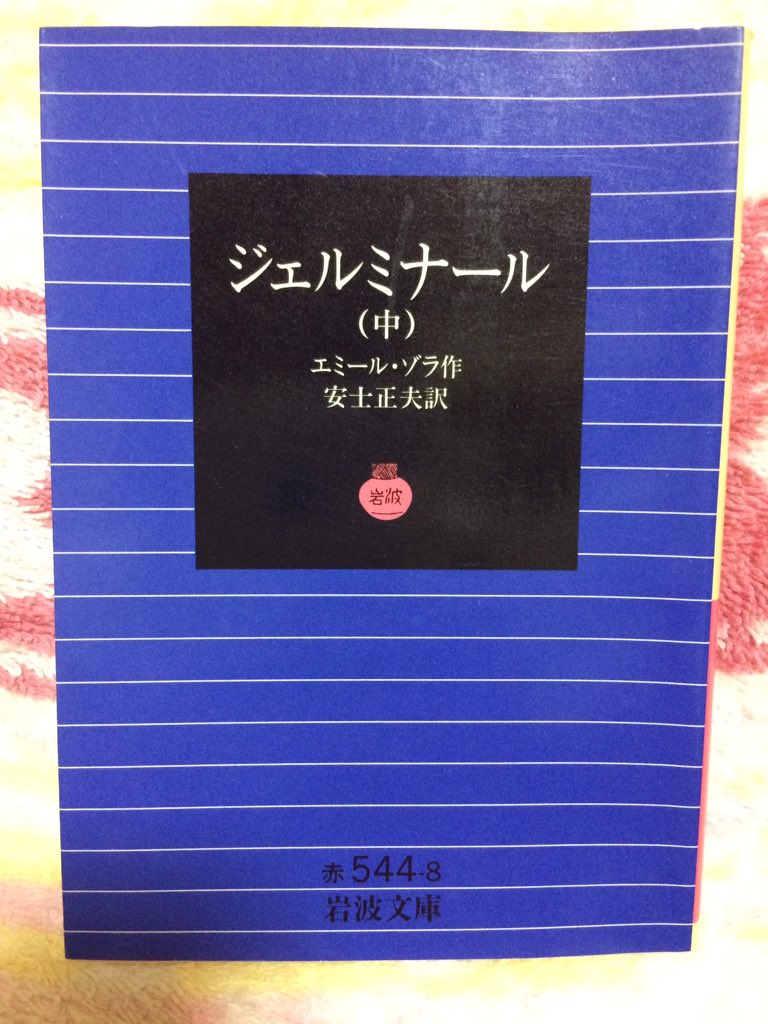 ジェルミナール
(中)
エミール・ゾラ作
安士正夫訳
岩波
赤 544-8
岩波文庫